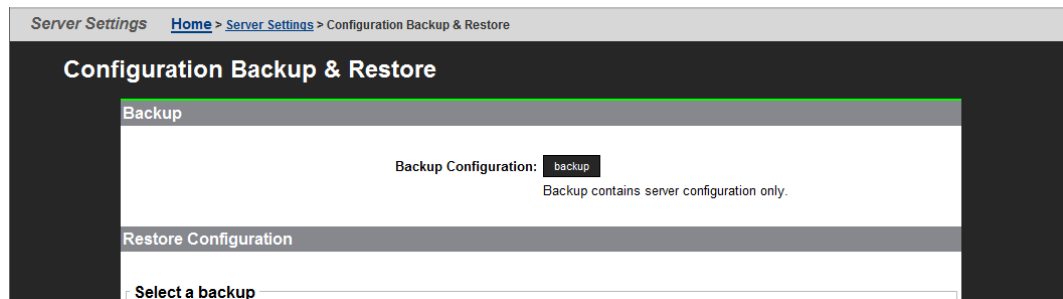 Server Settings Home > Server Settings > Configuration Backup & Restore
Configuration Backup & Restore
Backup
Backup Configuration: backup
Backup contains server configuration only.
Restore Configuration
Select a backup